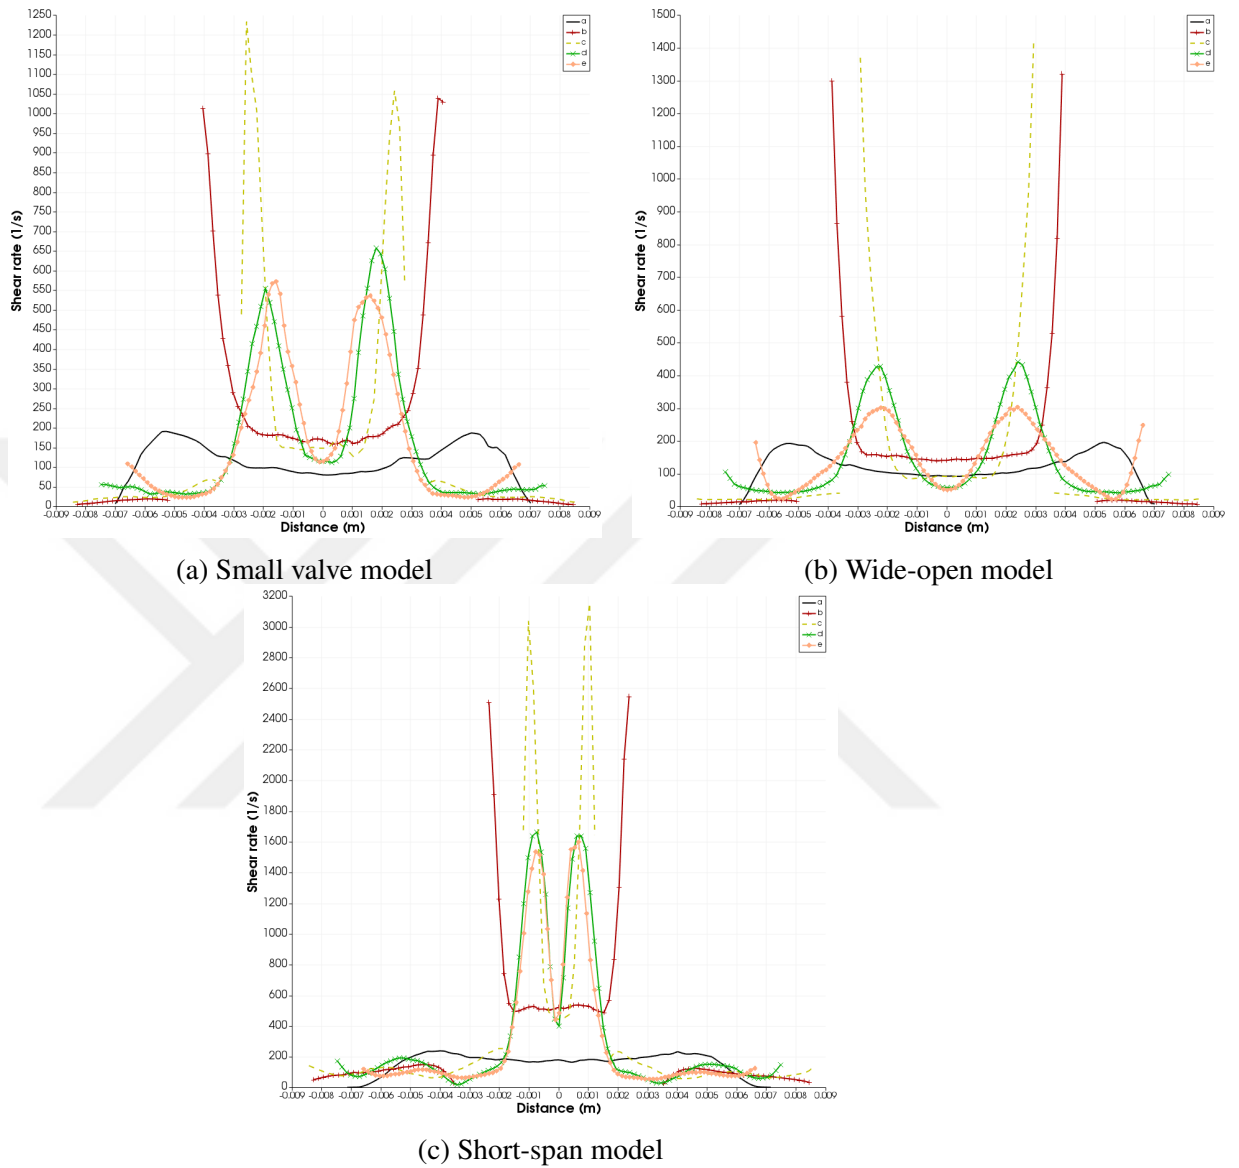 1250
1200
1150
1100
1050
1000
950
900
850
800
750
700
650
600
550
500
450
400
350
300
250
200
150
100
50
0
Shear rate (1/s)
a
b
c
d
e
-0.009 -0.008 -0.007 -0.006 -0.005 -0.004 -0.003 -0.002 -0.001 0 0.001 0.002 0.003 0.004 0.005 0.006 0.007 0.008 0.009
Distance (m)
(a) Small valve model
1500
1400
1300
1200
1100
1000
900
800
700
600
500
400
300
200
100
0
Shear rate (1/s)
a
b
c
d
e
-0.009 -0.008 -0.007 -0.006 -0.005 -0.004 -0.003 -0.002 -0.001 0 0.001 0.002 0.003 0.004 0.005 0.006 0.007 0.008 0.009
Distance (m)
(b) Wide-open model
3200
3000
2800
2600
2400
2200
2000
1800
1600
1400
1200
1000
800
600
400
200
0
Shear rate (1/s)
a
b
c
d
e
-0.009 -0.008 -0.007 -0.006 -0.005 -0.004 -0.003 -0.002 -0.001 0 0.001 0.002 0.003 0.004 0.005 0.006 0.007 0.008 0.009
Distance (m)
(c) Short-span model